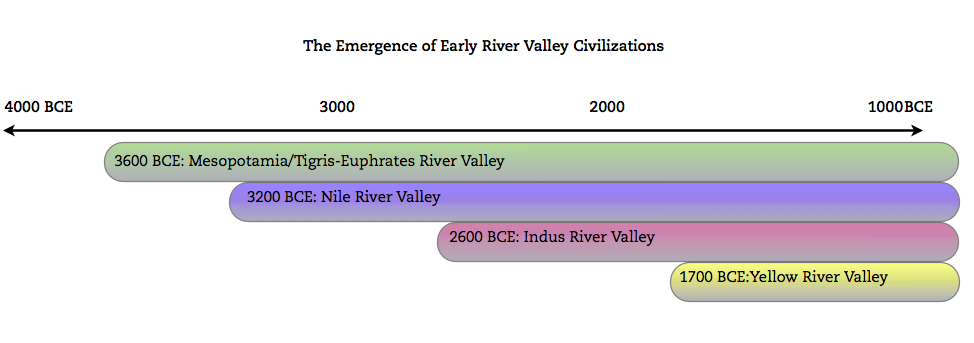 The Emergence of Early River Valley Civilizations
4000 BCE 3000 2000 1000BCE
3600 BCE: Mesopotamia/Tigris-Euphrates River Valley
3200 BCE: Nile River Valley
2600 BCE: Indus River Valley
1700 BCE:Yellow River Valley